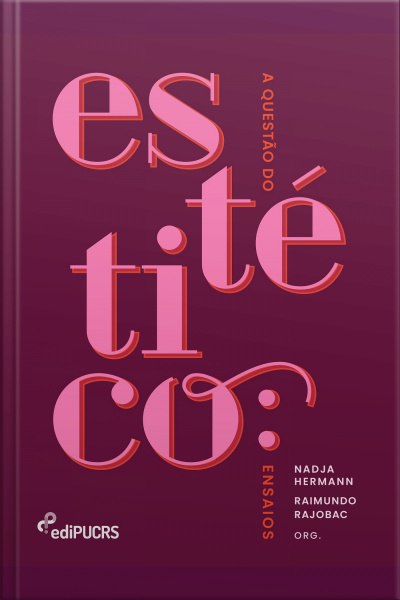 A QUESTÃO DO
es
té
ti
co:
ENSAIOS
NADJA
HERMANN
RAIMUNDO
RAJOBAC
ORG.
ediPUCRS